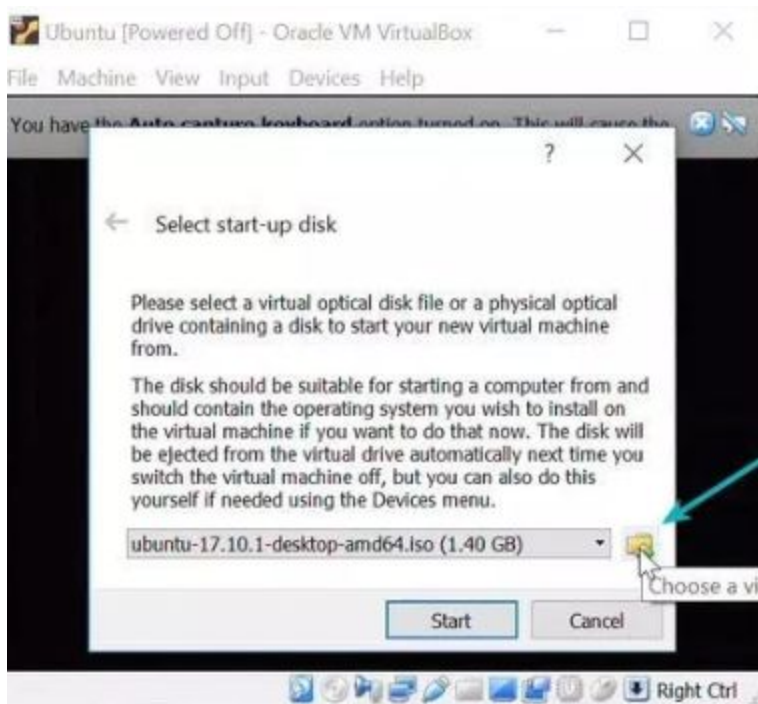 Ubuntu [Powered Off] - Oracle VM VirtualBox
File Machine View Input Devices Help
You have the Auto capture keyboard option turned on. This will cause the
?
Select start-up disk
Please select a virtual optical disk file or a physical optical
drive containing a disk to start your new virtual machine
from.
The disk should be suitable for starting a computer from and
should contain the operating system you wish to install on
the virtual machine if you want to do that now. The disk will
be ejected from the virtual drive automatically next time you
switch the virtual machine off, but you can also do this
yourself if needed using the Devices menu.
ubuntu-17.10.1-desktop-amd64.iso (1.40 GB)
Choose a vi
Start Cancel
Right Ctrl